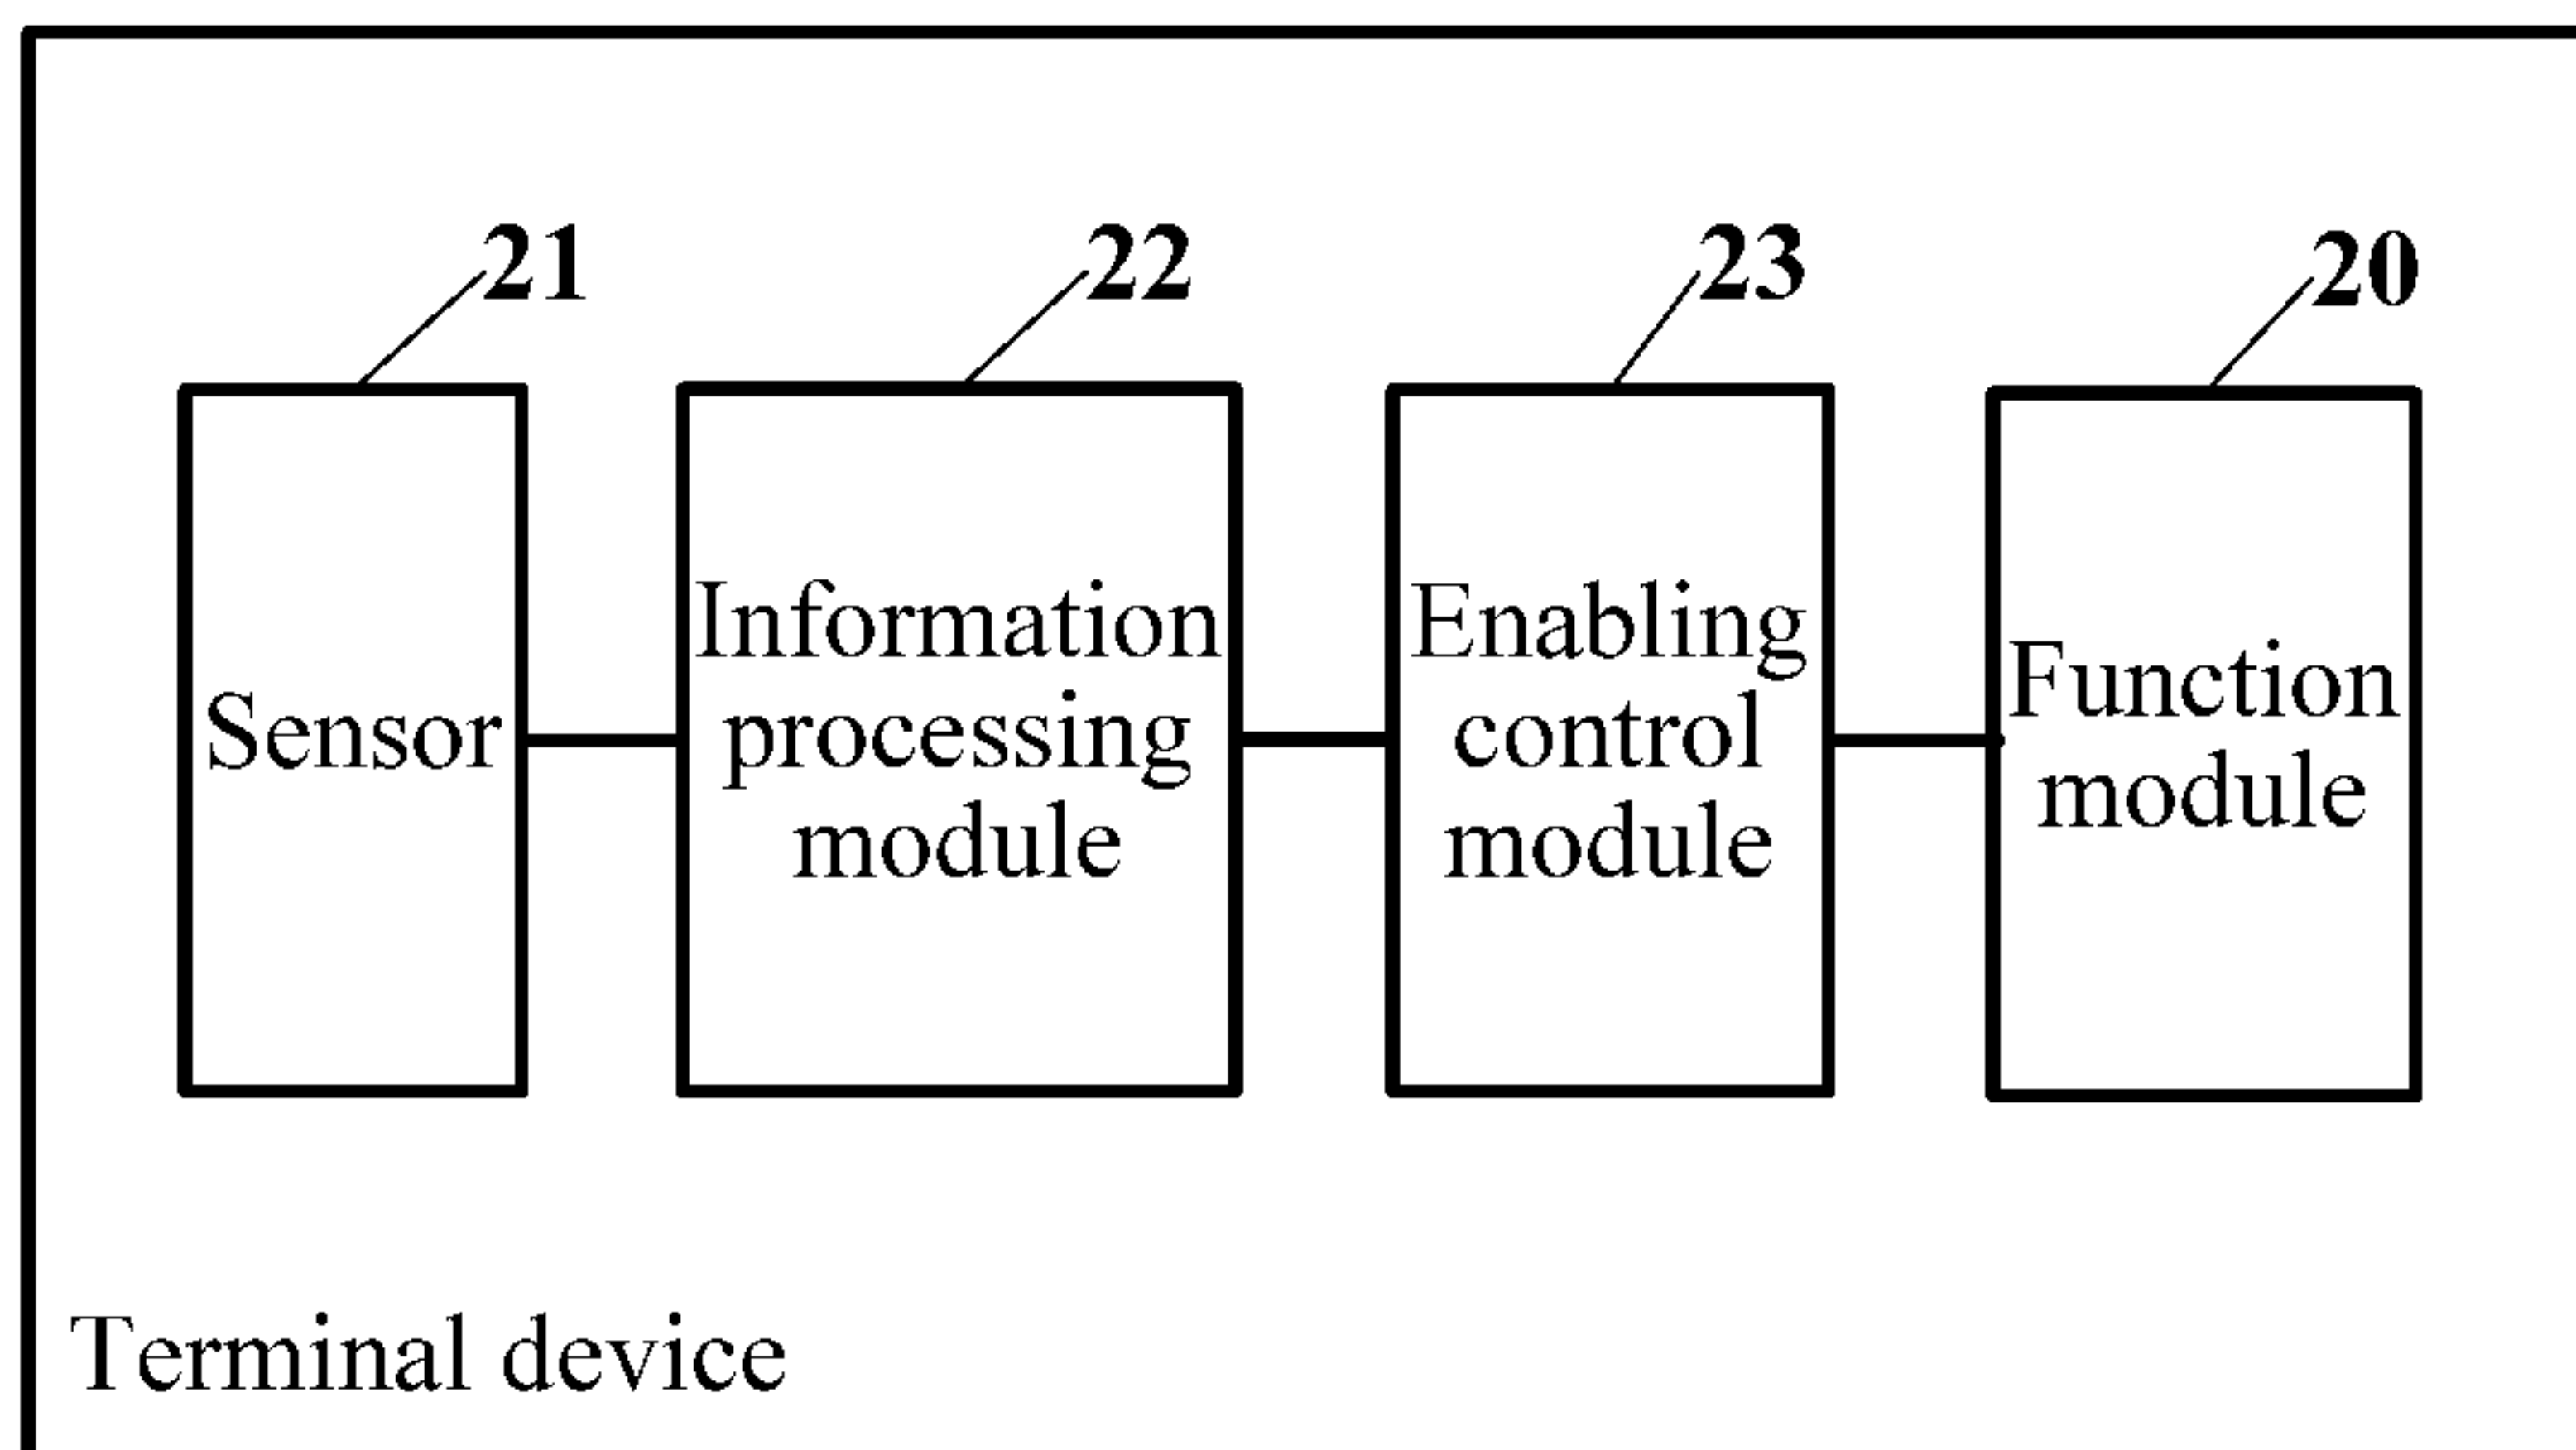 21
22
23
20
Sensor
Information
processing
module
Enabling
control
module
Function
module
Terminal device